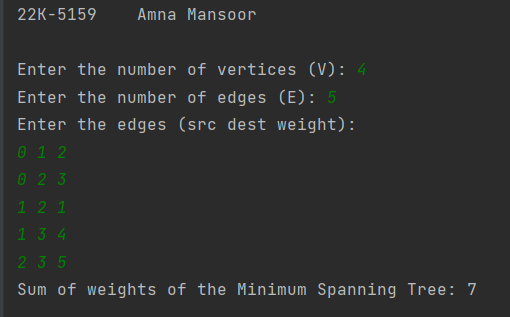 22K-5159    Amna Mansoor
Enter the number of vertices (V): 4
Enter the number of edges (E): 5
Enter the edges (src dest weight):
0 1 2
0 2 3
1 2 1
1 3 4
2 3 5
Sum of weights of the Minimum Spanning Tree: 7